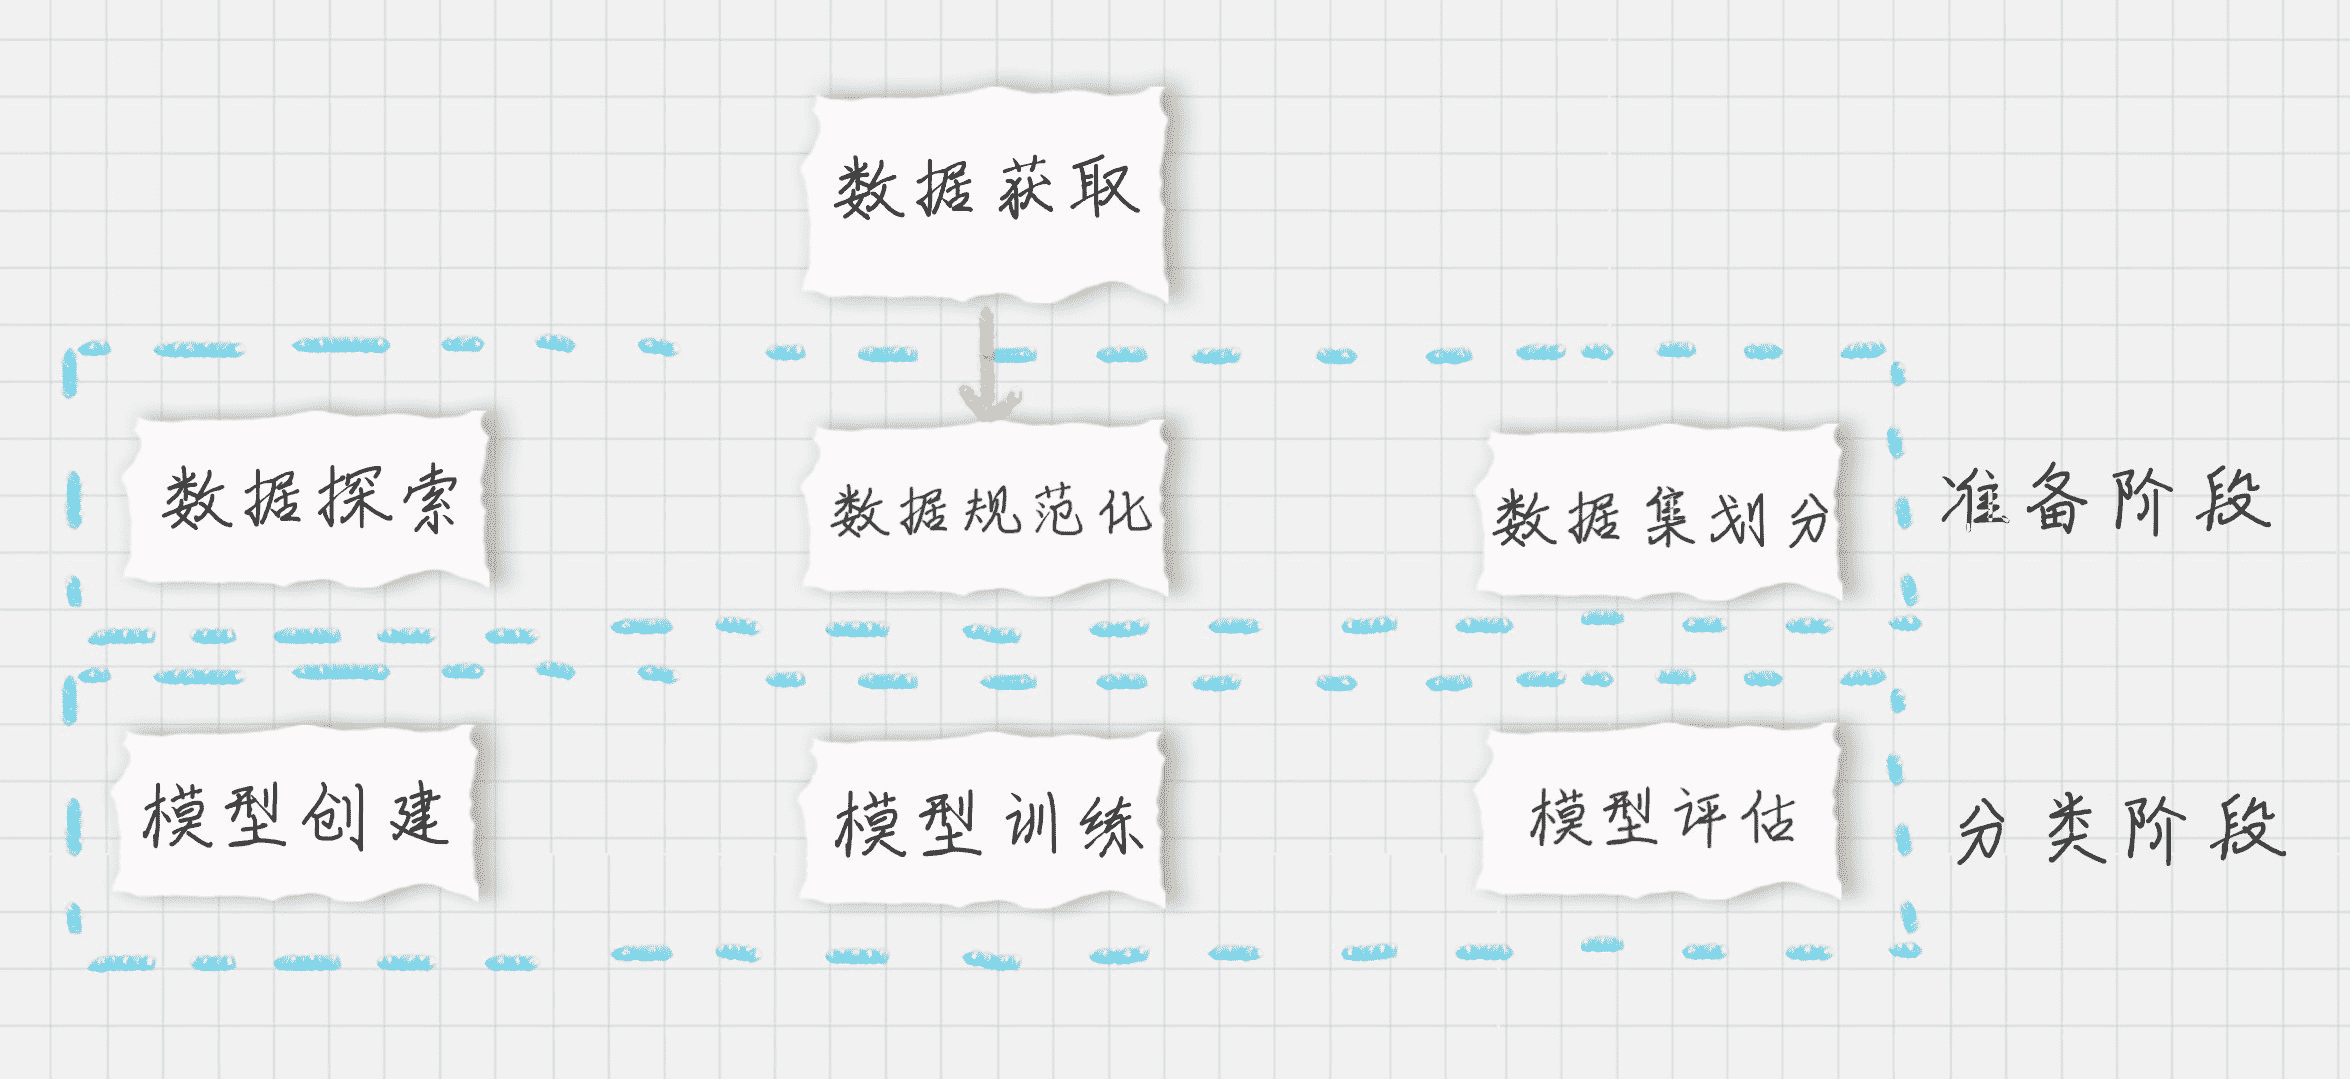 数据获取
数据探索
数据规范化
数据集划分
准备阶段
模型创建
模型训练
模型评估
分类阶段